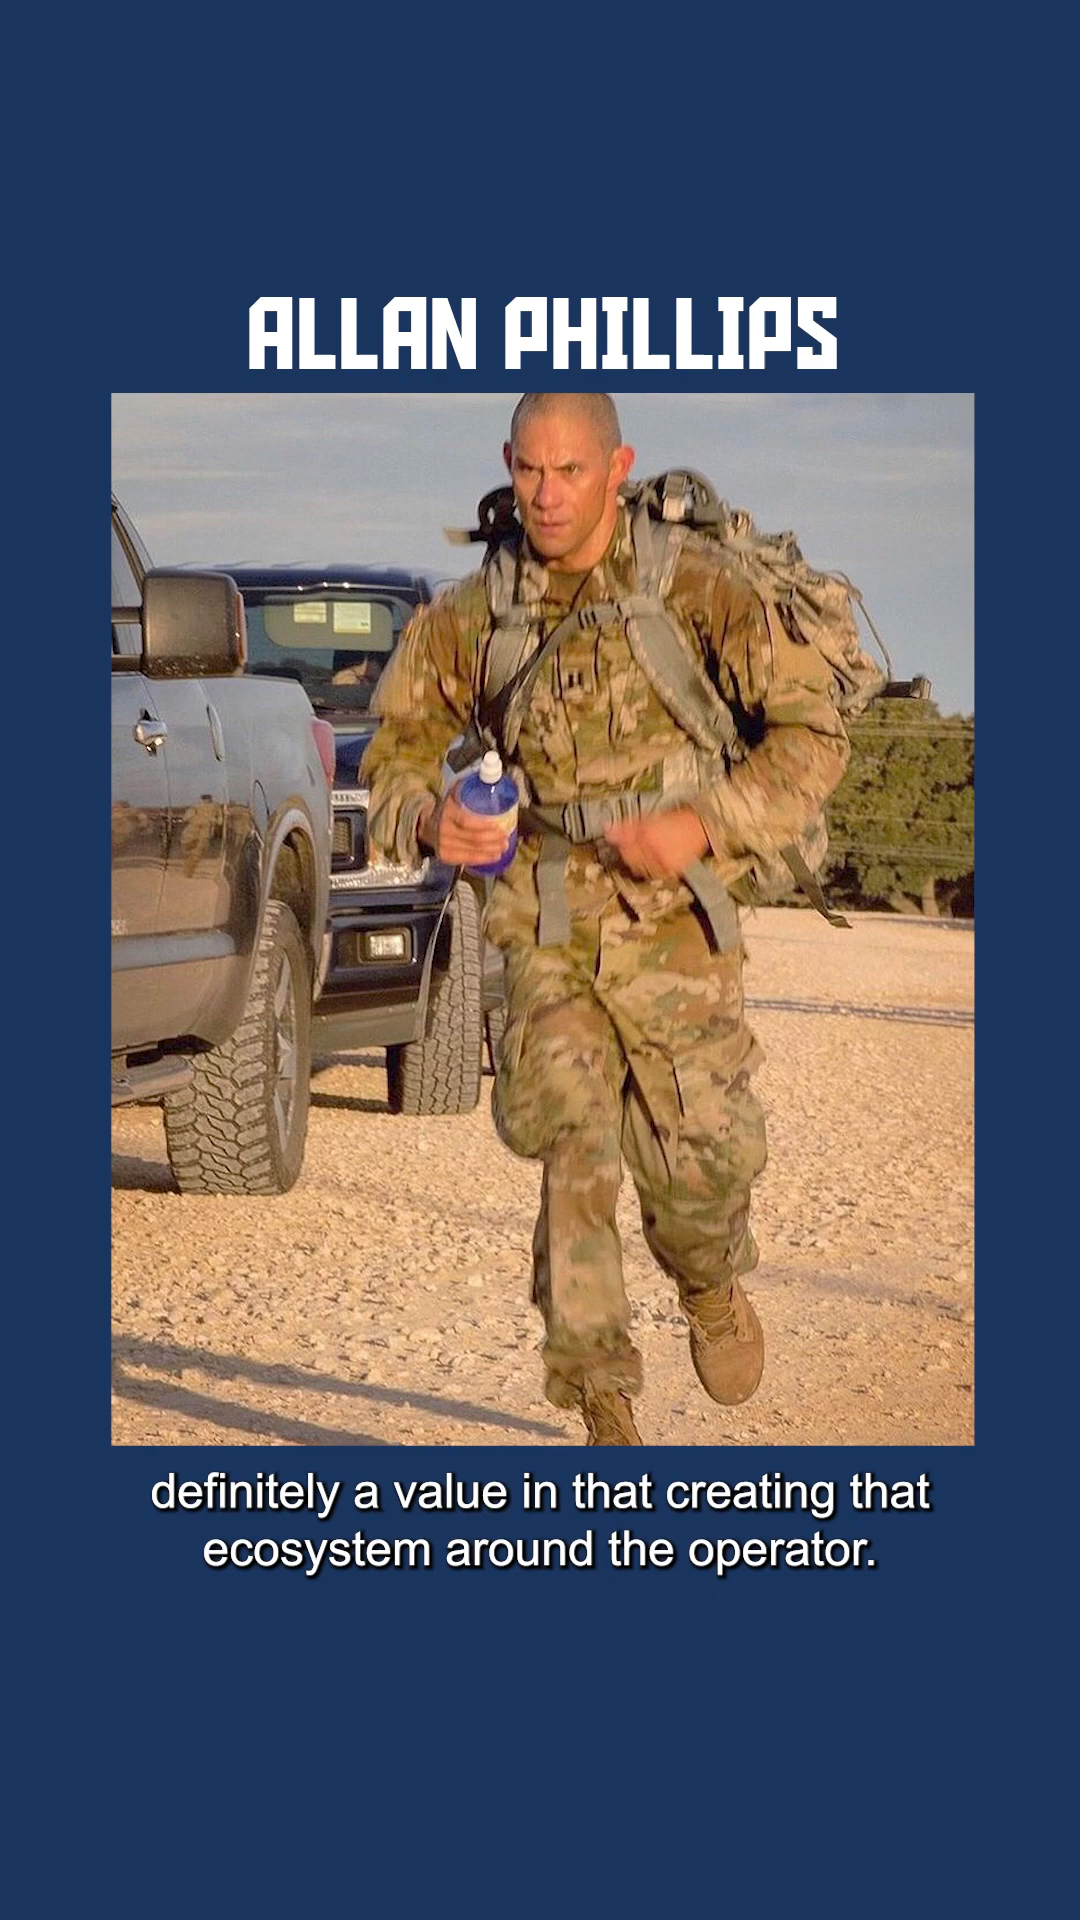 ALLAN PHILLIPS
definitely a value in that creating that
ecosystem around the operator.